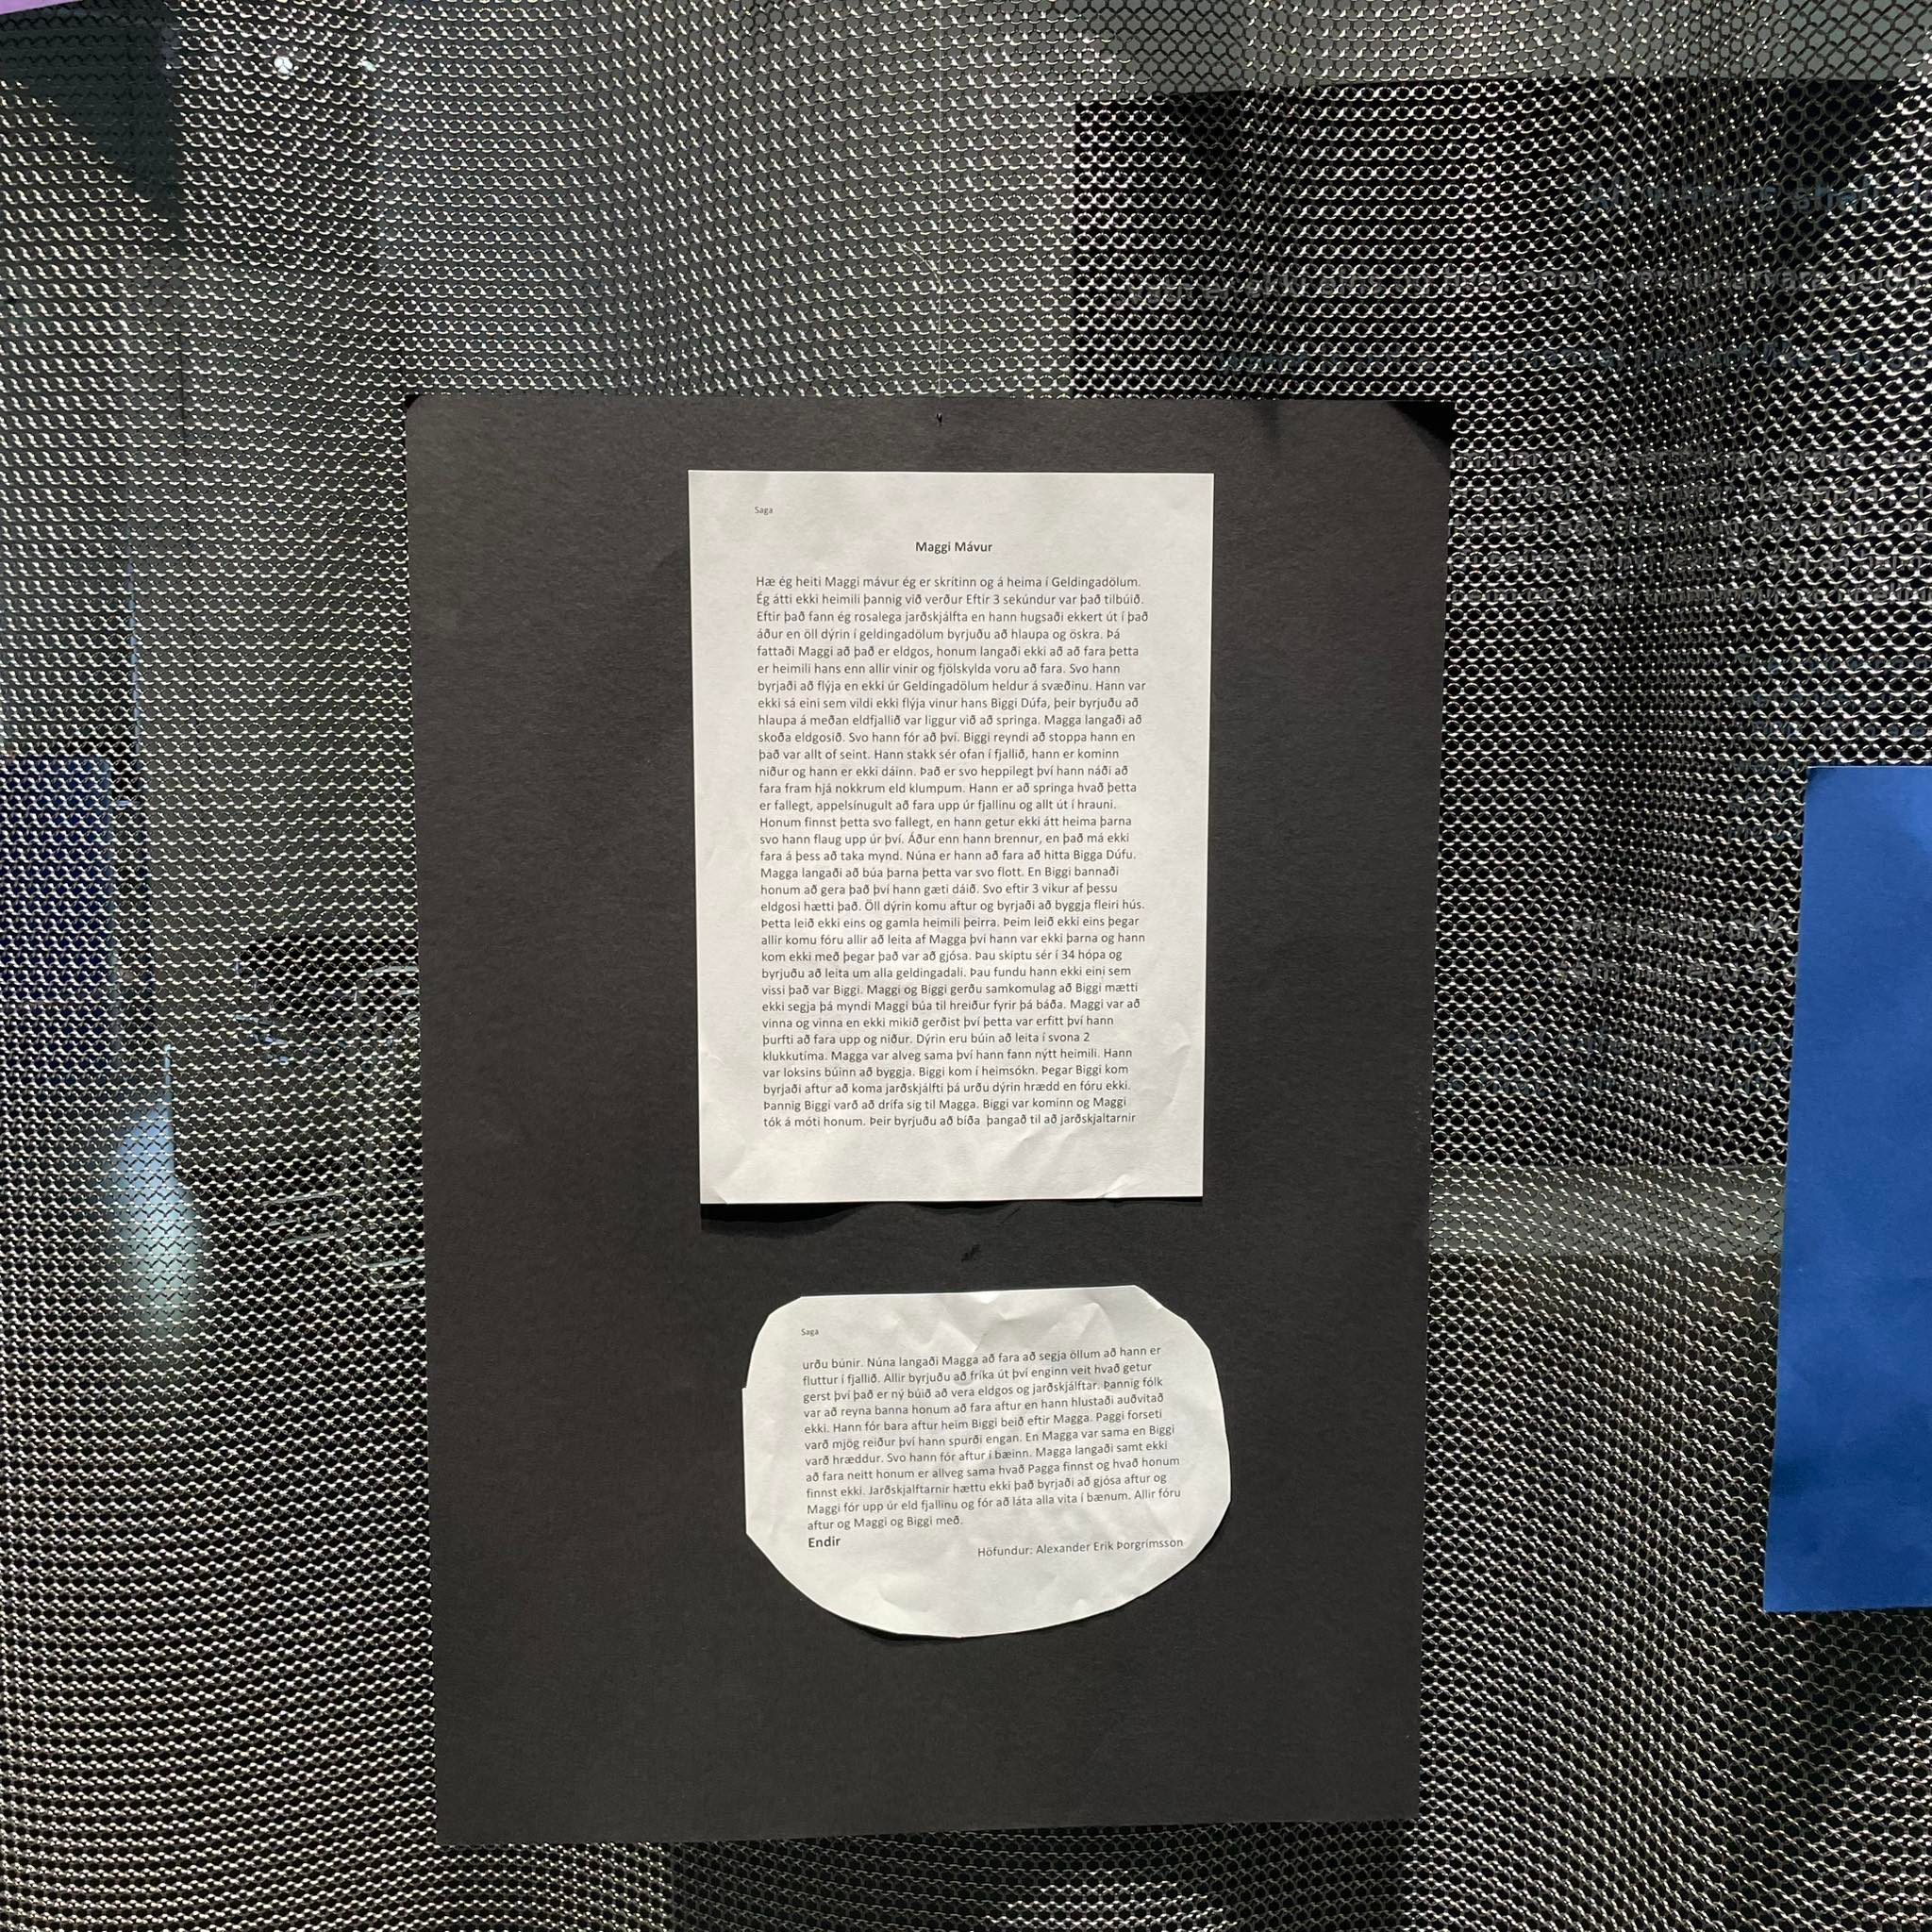 Saga
Maggi Mávur
Hæ ég heiti Maggi mávur ég er skrítinn og á heima í Geldingadölum.
Ég átti ekki heimili þannig við verður Eftir 3 sekúndur var það tilbúið.
Eftir það fann ég rosalega jarðskjálfta en hann hugsaði ekkert út í það
áður en öll dýrin í geldingadölum byrjuðu að hlaupa og öskra. Þá
fattaði Maggi að það er eldgos, honum langaði ekki að að fara þetta
er heimili hans enn allir vinir og fjölskylda voru að fara. Svo hann
byrjaði að flýja en ekki úr Geldingadölum heldur á svæðinu. Hann var
ekki sá eini sem vildi ekki flýja vinur hans Biggi Dúfa, þeir byrjuðu að
hlaupa á meðan eldfjallið var liggur við að springa. Magga langaði að
skoða eldgosið. Svo hann fór að því. Biggi reyndi að stoppa hann en
það var allt of seint. Hann stakk sér ofan í fjallið, hann er kominn
niður og hann er ekki dáinn. Það er svo heppilegt því hann náði að
fara fram hjá nokkrum eld klumpum. Hann er að springa hvað þetta
er fallegt, appelsínugult að fara upp úr fjallinu og allt út í hrauni.
Honum finnst þetta svo fallegt, en hann getur ekki átt heima þarna
svo hann flaug upp úr því. Áður enn hann brennur, en það má ekki
fara á þess að taka mynd. Núna er hann að fara að hitta Bigga Dúfu.
Magga langaði að búa þarna þetta var svo flott. En Biggi bannaði
honum að gera það því hann gæti dáið. Svo eftir 3 vikur af þessu
eldgosi hætti það. Öll dýrin komu aftur og byrjaði að byggja fleiri hús.
Þetta leið ekki eins og gamla heimili þeirra. Þeim leið ekki eins þegar
allir komu fóru allir að leita af Magga því hann var ekki þarna og hann
kom ekki með þegar það var að gjósa. Þau skiptu sér í 34 hópa og
byrjuðu að leita um alla geldingadali. Þau fundu hann ekki eini sem
vissi það var Biggi. Maggi og Biggi gerðu samkomulag að Biggi mætti
ekki segja þá myndi Maggi búa til hreiður fyrir þá báða. Maggi var að
vinna og vinna en ekki mikið gerðist því þetta var erfitt því hann
þurfti að fara upp og niður. Dýrin eru búin að leita í svona 2
klukkutíma. Magga var alveg sama því hann fann nýtt heimili. Hann
var loksins búinn að byggja. Biggi kom í heimsókn. Þegar Biggi kom
byrjaði aftur að koma jarðskjálfti þá urðu dýrin hrædd en fóru ekki.
Þannig Biggi varð að drífa sig til Magga. Biggi var kominn og Maggi
tók á móti honum. Þeir byrjuðu að bíða þangað til að jarðskjaltarnir
Saga
urðu búnir. Núna langaði Magga að fara að segja öllum að hann er
fluttur í fjallið. Allir byrjuðu að fríka út því enginn veit hvað getur
gerst því það er ný búið að vera eldgos og jarðskjálftar. Þannig fólk
var að reyna banna honum að fara aftur en hann hlustaði auðvitað
ekki. Hann fór bara aftur heim Biggi beið eftir Magga. Paggi forseti
varð mjög reiður því hann spurði engan. En Magga var sama en Biggi
varð hræddur. Svo hann fór aftur í bæinn. Magga langaði samt ekki
að fara neitt honum er allveg sama hvað Pagga finnst og hvað honum
finnst ekki. Jarðskjalftarnir hættu ekki það byrjaði að gjósa aftur og
Maggi fór upp úr eld fjallinu og fór að láta alla vita í bænum. Allir fóru
aftur og Maggi og Biggi með.
Endir
Höfundur: Alexander Erik Þorgrímsson